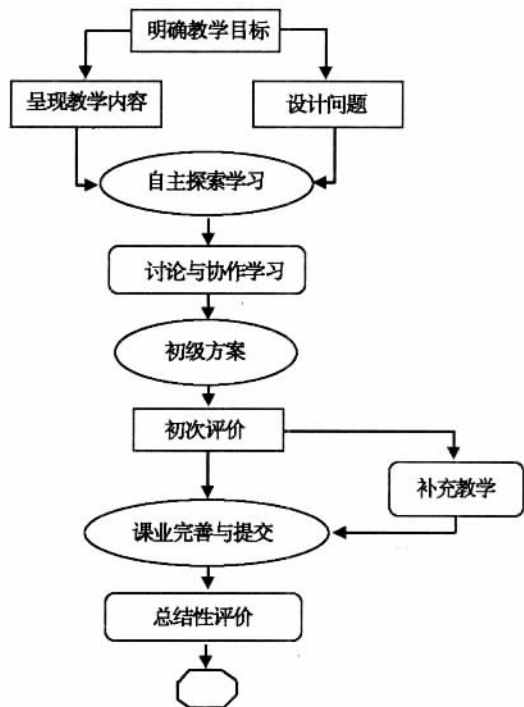 明确教学目标
呈现教学内容
设计问题
自主探索学习
讨论与协作学习
初级方案
初次评价
补充教学
课业完善与提交
总结性评价